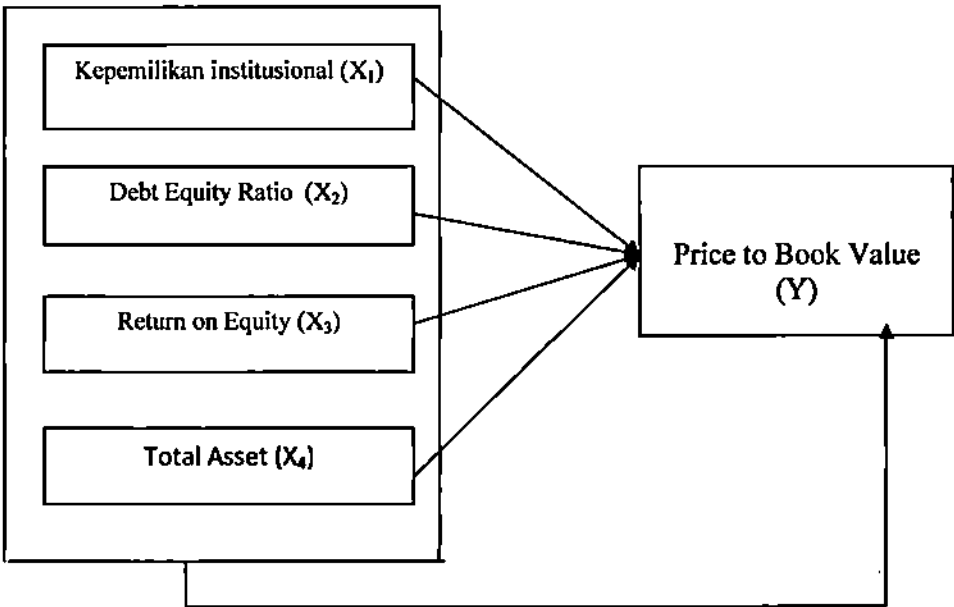 Kepemilikan institusional (X₁)
Debt Equity Ratio (X₂)
Return on Equity (X₃)
Total Asset (X₄)
Price to Book Value
(Y)